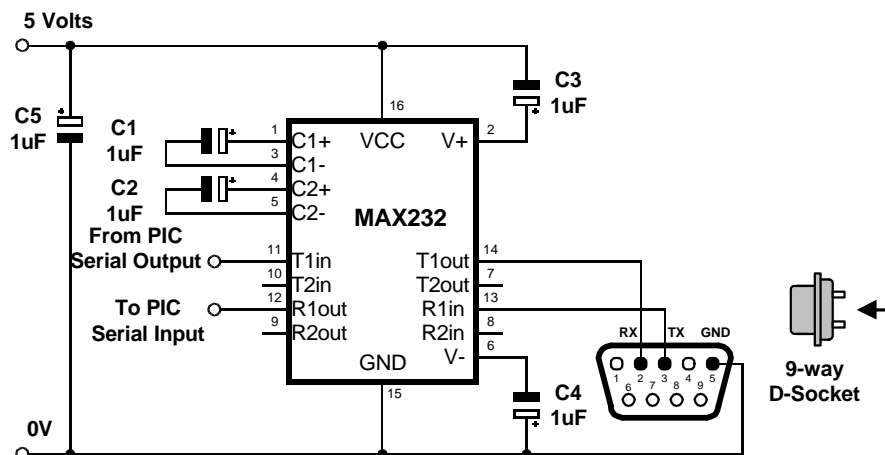 5 Volts
C5
1uF
C1
1uF
C2
1uF
C3
1uF
16
1
3
4
5
2
C1+
C1-
C2+
C2-
VCC
V+
MAX232
From PIC
Serial Output
To PIC
Serial Input
11
10
12
9
T1in
T2in
R1out
R2out
T1out
T2out
R1in
R2in
V-
14
7
13
8
6
GND
15
C4
1uF
RX TX GND
1 2 3 4 5
6 7 8 9
9-way
D-Socket
0V
+
+
+
+
+